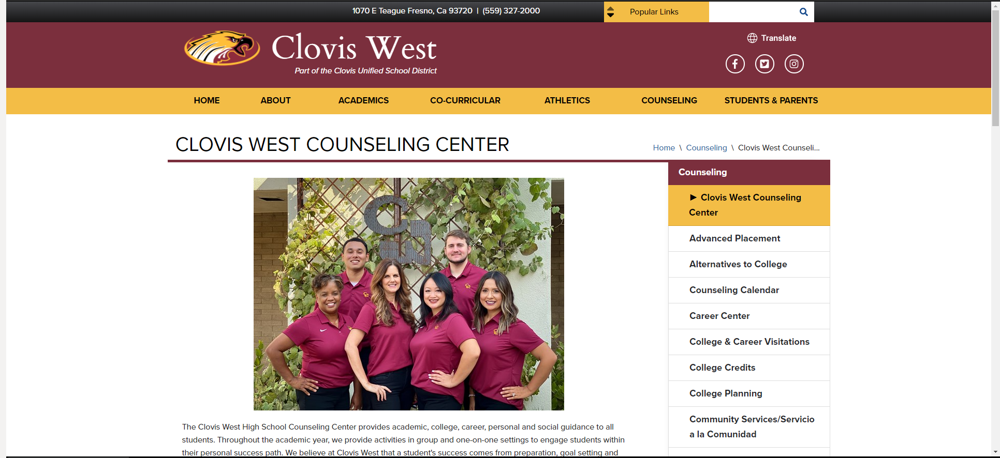 1070 E Teague Fresno, Ca 93720 | (559) 327-2000
Popular Links
Clovis West
Part of the Clovis Unified School District
Translate
HOME
ABOUT
ACADEMICS
CO-CURRICULAR
ATHLETICS
COUNSELING
STUDENTS & PARENTS
CLOVIS WEST COUNSELING CENTER
Home \ Counseling \ Clovis West Counseli...
CW
The Clovis West High School Counseling Center provides academic, college, career, personal and social guidance to all
students. Throughout the academic year, we provide activities in group and one-on-one settings to engage students within
their personal success path. We believe at Clovis West that a student's success comes from preparation, goal setting and
Counseling
► Clovis West Counseling
Center
Advanced Placement
Alternatives to College
Counseling Calendar
Career Center
College & Career Visitations
College Credits
College Planning
Community Services/Servicio
a la Comunidad